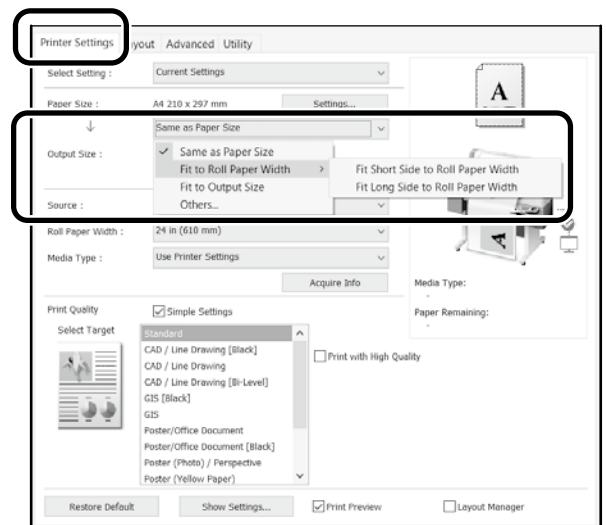 Printer Settings yout Advanced Utility
Select Setting : Current Settings
Paper Size : A4 210 x 297 mm Settings...
Same as Paper Size
Output Size :
Same as Paper Size
Fit to Roll Paper Width Fit Short Side to Roll Paper Width
Fit to Output Size Fit Long Side to Roll Paper Width
Others...
Source :
Roll Paper Width : 24 in (610 mm)
Media Type : Use Printer Settings
Acquire Info
Media Type:
-
Paper Remaining:
-
A
A
Print Quality Simple Settings
Select Target
Standard
CAD / Line Drawing [Black]
CAD / Line Drawing
CAD / Line Drawing [Bi-Level]
GIS [Black]
GIS
Poster/Office Document
Poster/Office Document [Black]
Poster (Photo) / Perspective
Poster (Yellow Paper)
Print with High Quality
Restore Default Show Settings... Print Preview Layout Manager